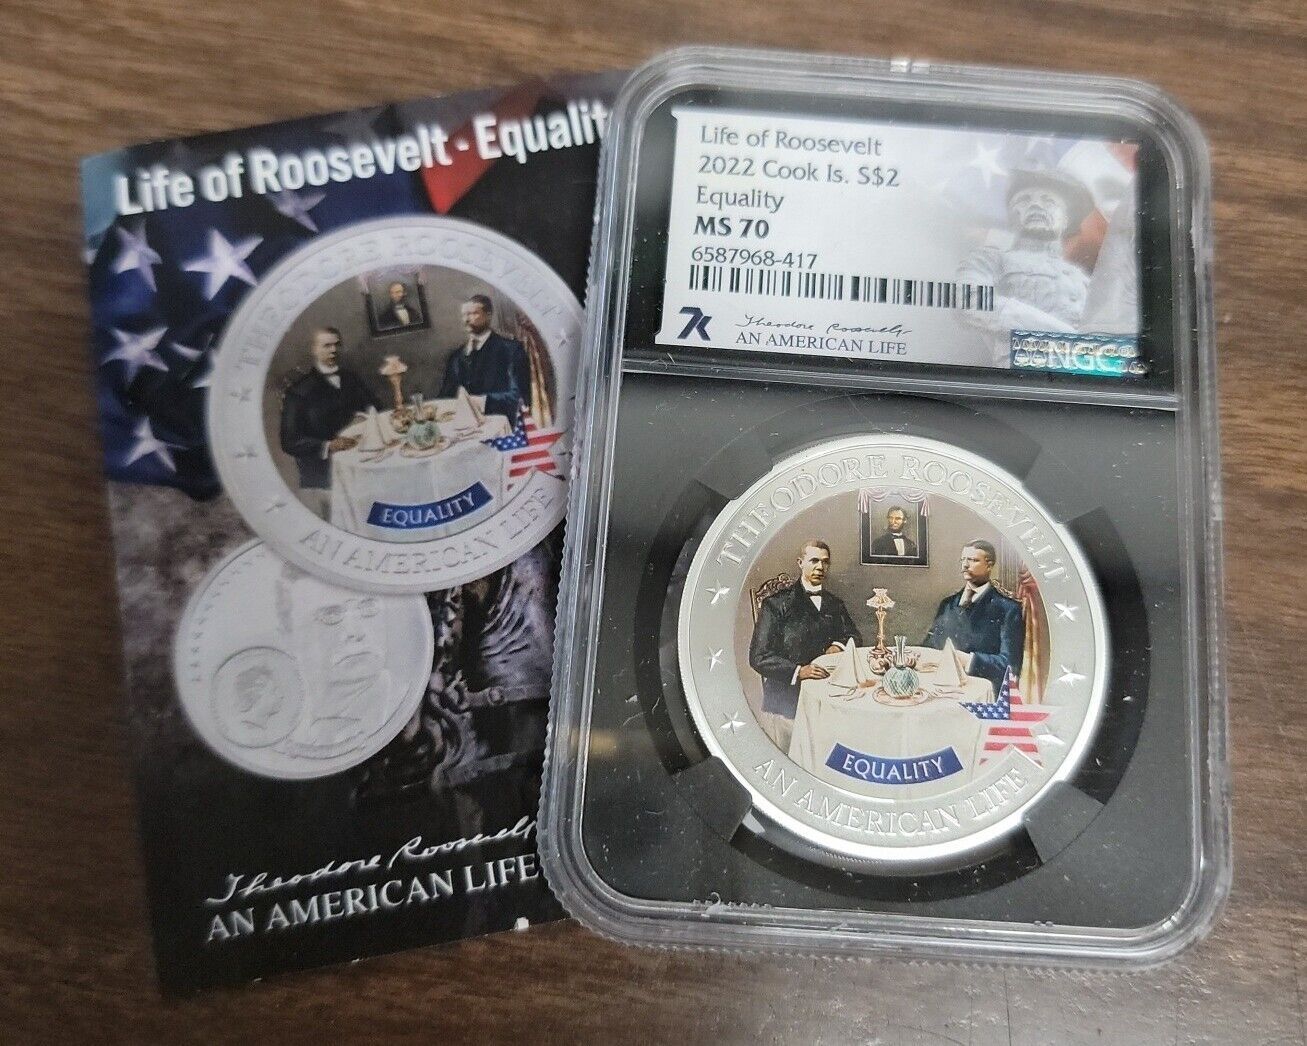 Life of Roosevelt - Equalit
THEODORE ROOSEVELT
EQUALITY
AN AMERICAN LIFE
Theodore Roosevelt
AN AMERICAN LIFE
Life of Roosevelt
2022 Cook Is. S$2
Equality
MS 70
6587968-417
7k
Theodore Roosevelt
AN AMERICAN LIFE
NGC
THEODORE ROOSEVELT
EQUALITY
AN AMERICAN LIFE